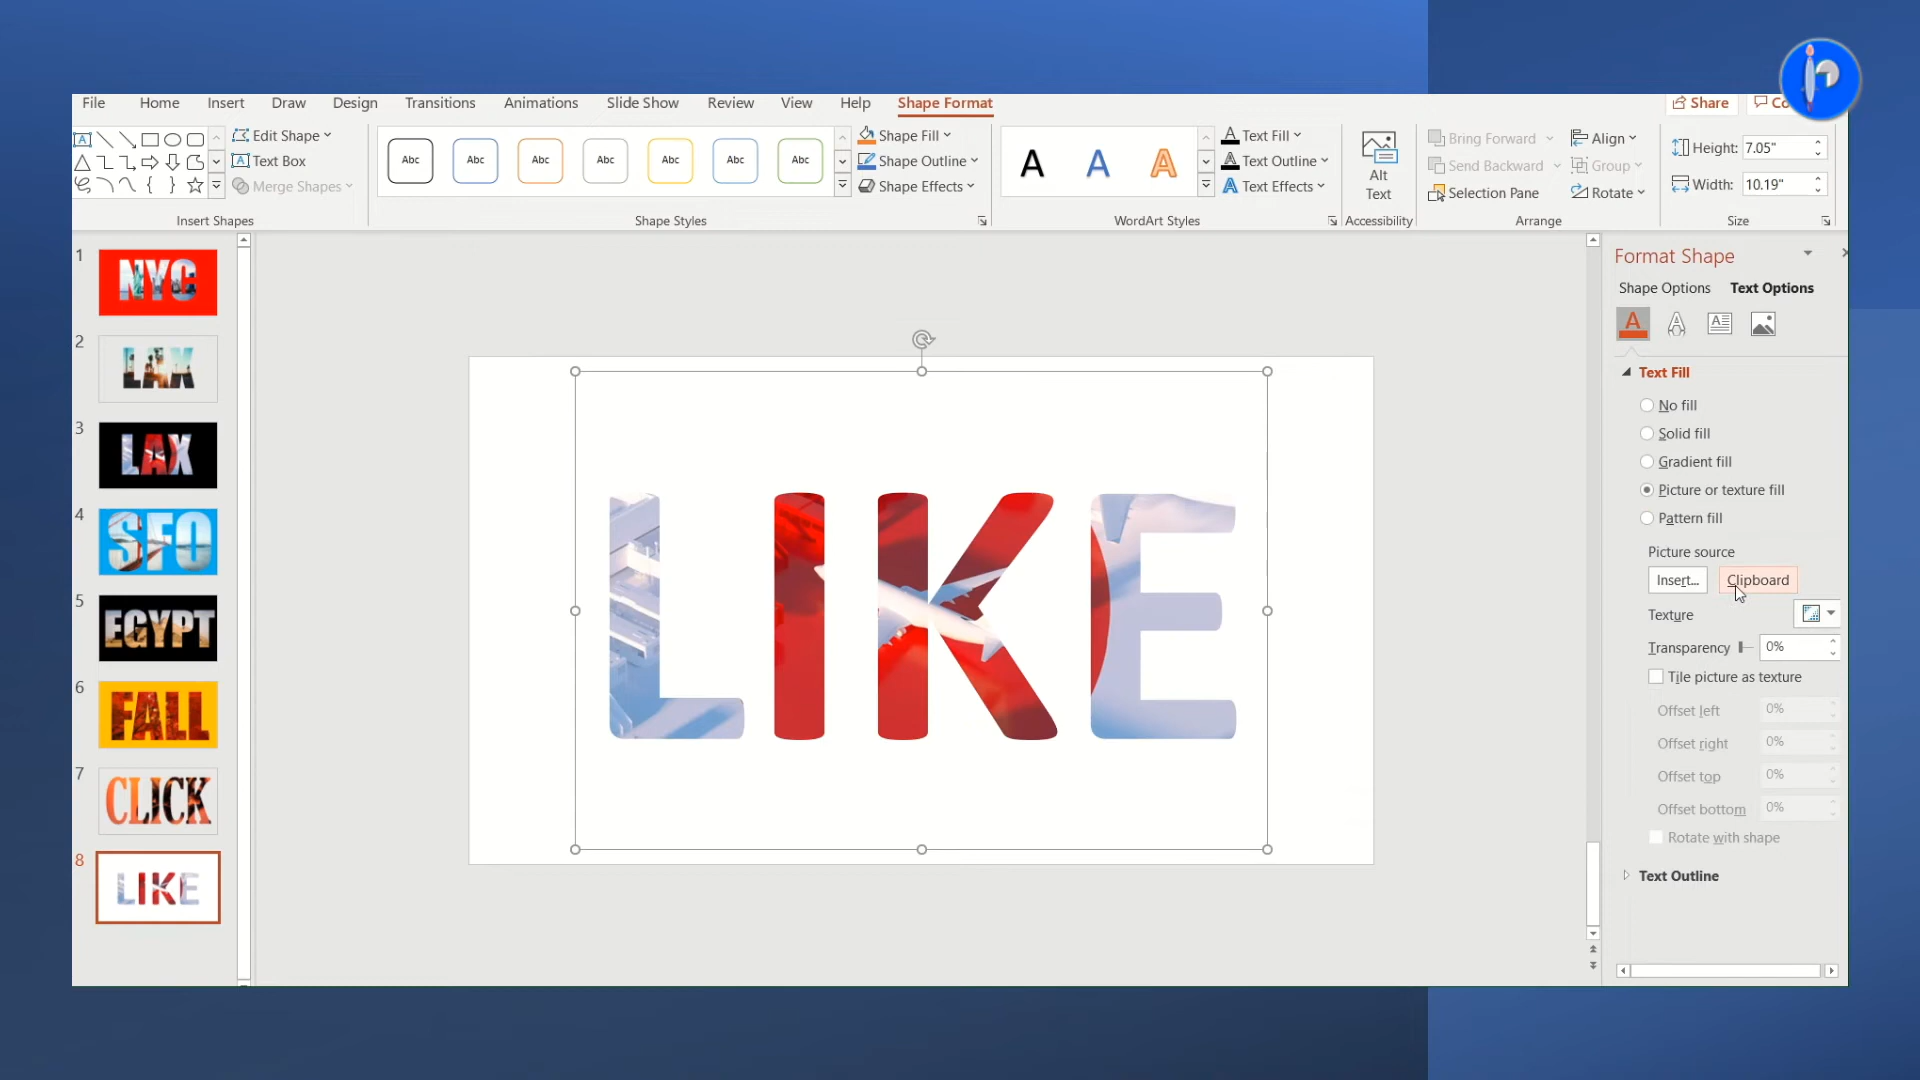 File Home Insert Draw Design Transitions Animations Slide Show Review View Help Shape Format Share Co
Edit Shape
Text Box
Merge Shapes
Insert Shapes
Abc Abc Abc Abc Abc Abc Abc
Shape Fill
Shape Outline
Shape Effects
Shape Styles
A A A
Text Fill
Text Outline
Text Effects
WordArt Styles
Alt
Text
Accessibility
Bring Forward
Send Backward
Selection Pane
Align
Group
Rotate
Arrange
Height: 7.05"
Width: 10.19"
Size
1
NYC
2
LAX
3
LAX
4
SFO
5
EGYPT
6
FALL
7
CLICK
8
LIKE
LIKE
Format Shape
Shape Options Text Options
Text Fill
No fill
Solid fill
Gradient fill
Picture or texture fill
Pattern fill
Picture source
Insert... Clipboard
Texture
Transparency 0%
Tile picture as texture
Offset left 0%
Offset right 0%
Offset top 0%
Offset bottom 0%
Rotate with shape
Text Outline